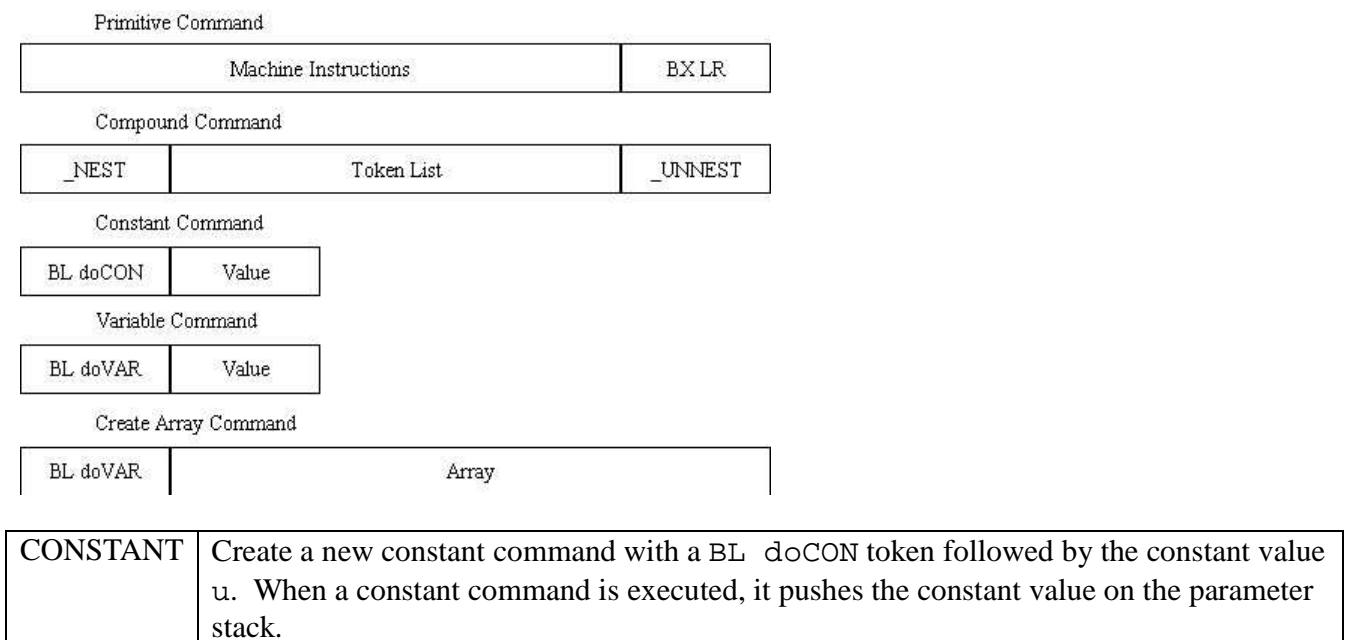 Primitive Command
Machine Instructions BX LR
Compound Command
_NEST Token List _UNNEST
Constant Command
BL doCON Value
Variable Command
BL doVAR Value
Create Array Command
BL doVAR Array
CONSTANT Create a new constant command with a BL doCON token followed by the constant value
u. When a constant command is executed, it pushes the constant value on the parameter
stack.